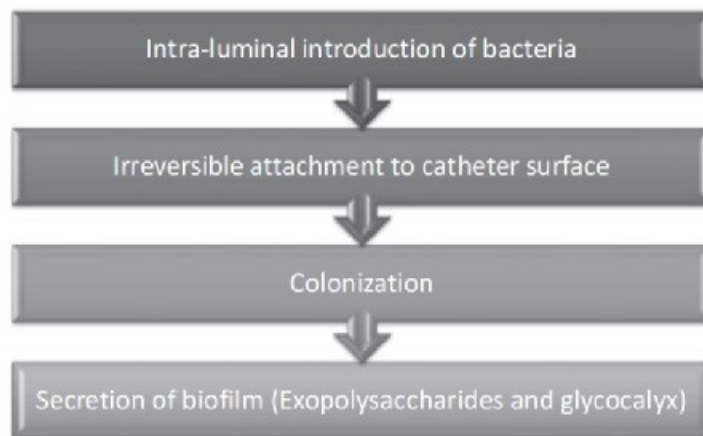 Intra-luminal introduction of bacteria
Irreversible attachment to catheter surface
Colonization
Secretion of biofilm (Exopolysaccharides and glycocalyx)